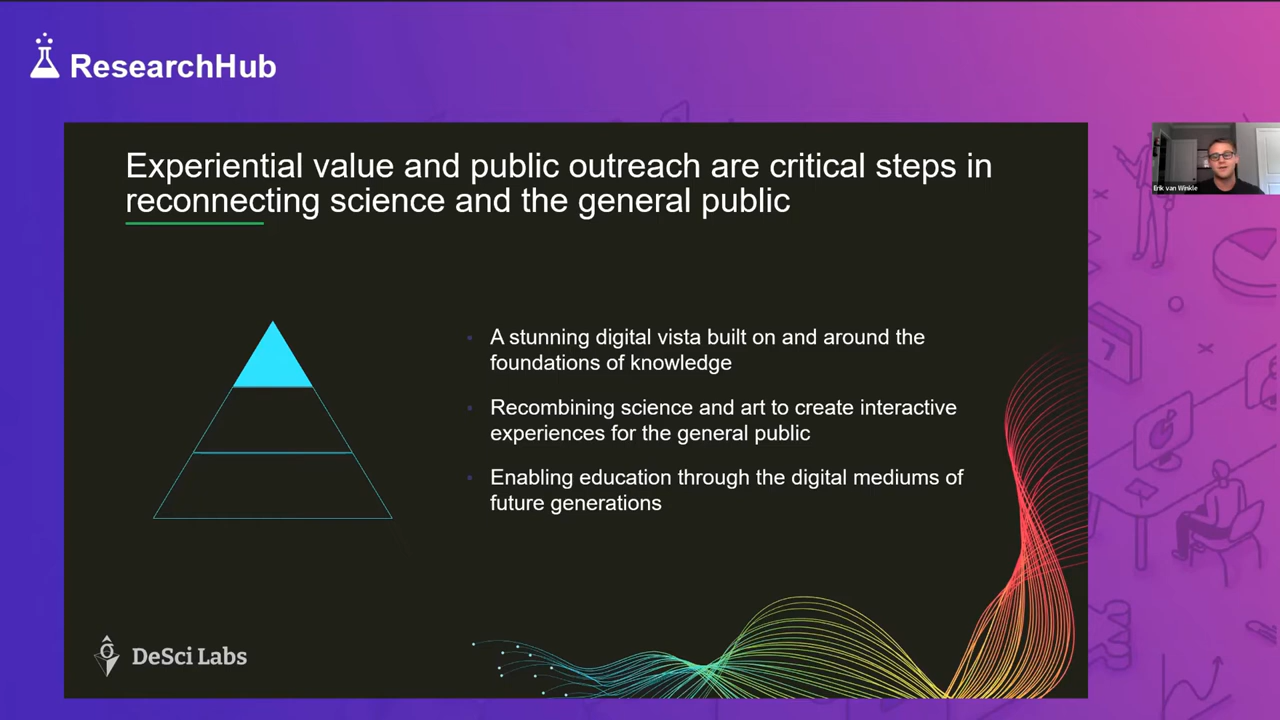 ResearchHub
Experiential value and public outreach are critical steps in
reconnecting science and the general public
Erik van Winkle
A stunning digital vista built on and around the
foundations of knowledge
Recombining science and art to create interactive
experiences for the general public
Enabling education through the digital mediums of
future generations
DeSci Labs
7